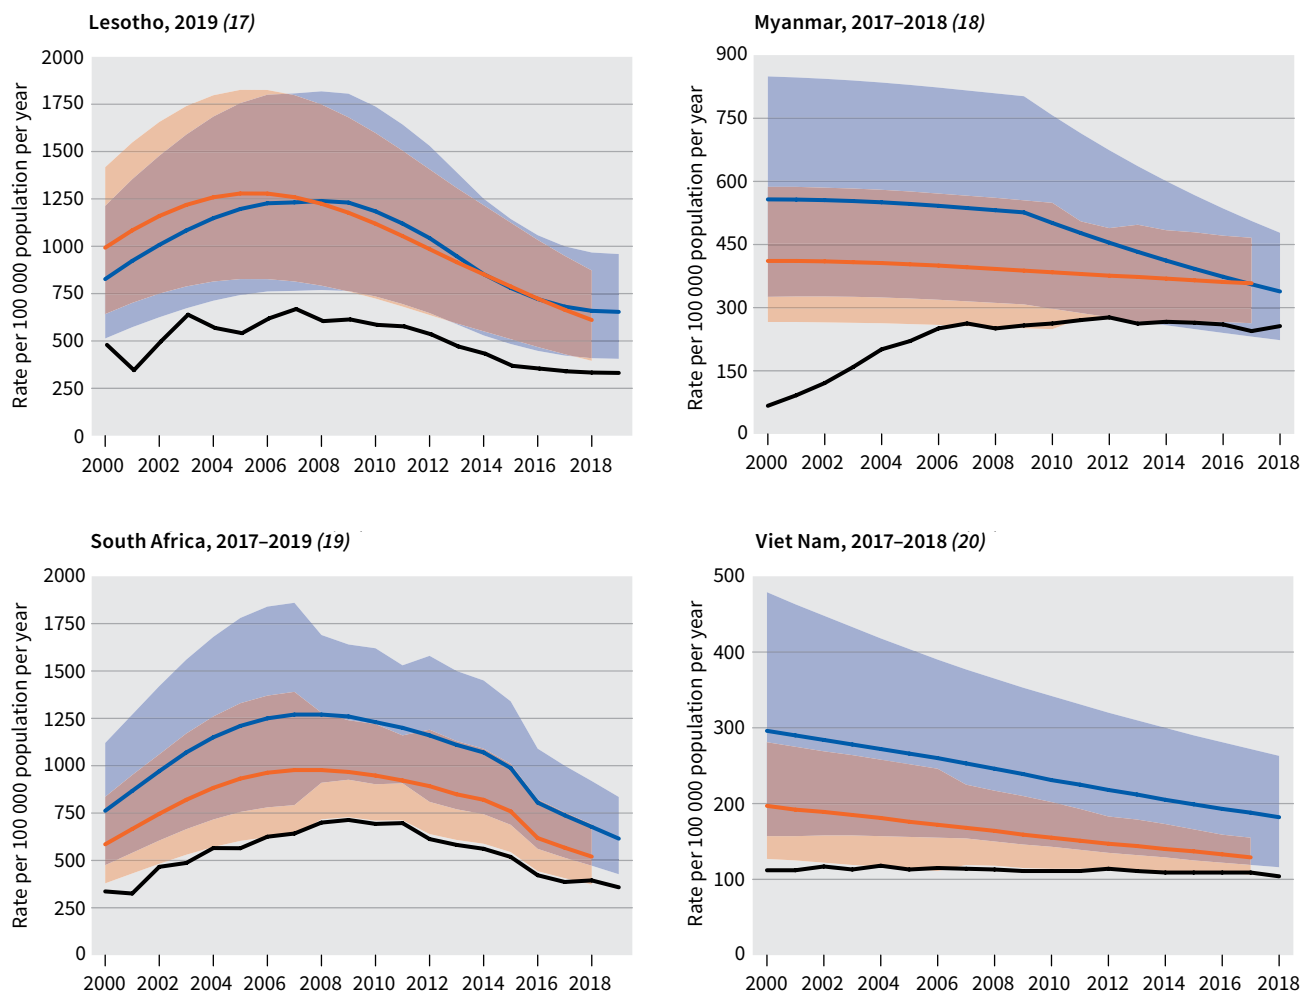 Lesotho, 2019 (17)
Rate per 100 000 population per year
2000
1750
1500
1250
1000
750
500
250
0
2000 2002 2004 2006 2008 2010 2012 2014 2016 2018
Myanmar, 2017–2018 (18)
Rate per 100 000 population per year
900
750
600
450
300
150
0
2000 2002 2004 2006 2008 2010 2012 2014 2016 2018
South Africa, 2017–2019 (19)
Rate per 100 000 population per year
2000
1750
1500
1250
1000
750
500
250
0
2000 2002 2004 2006 2008 2010 2012 2014 2016 2018
Viet Nam, 2017–2018 (20)
Rate per 100 000 population per year
500
400
300
200
100
0
2000 2002 2004 2006 2008 2010 2012 2014 2016 2018